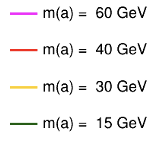 m(a) = 60 GeV
m(a) = 40 GeV
m(a) = 30 GeV
m(a) = 15 GeV